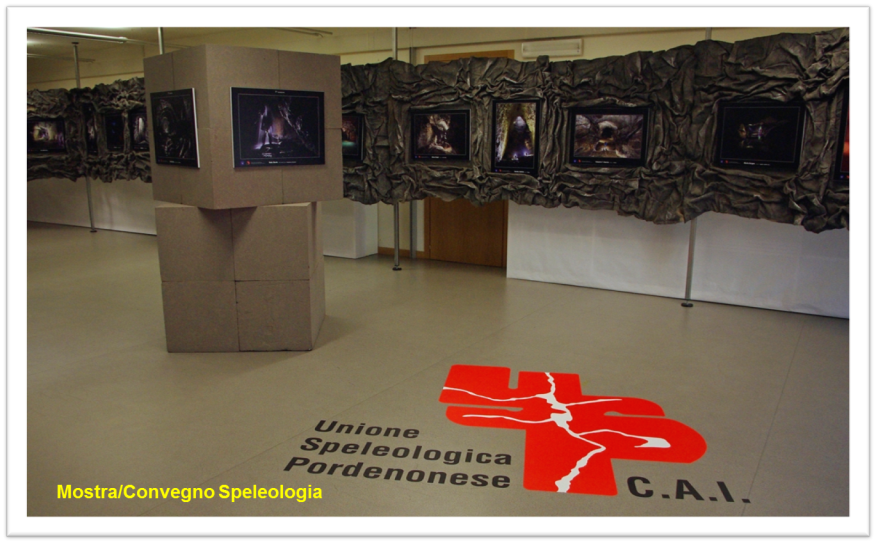 Unione
Speleologica
Pordenonese
USP
C.A.I.
Mostra/Convegno Speleologia